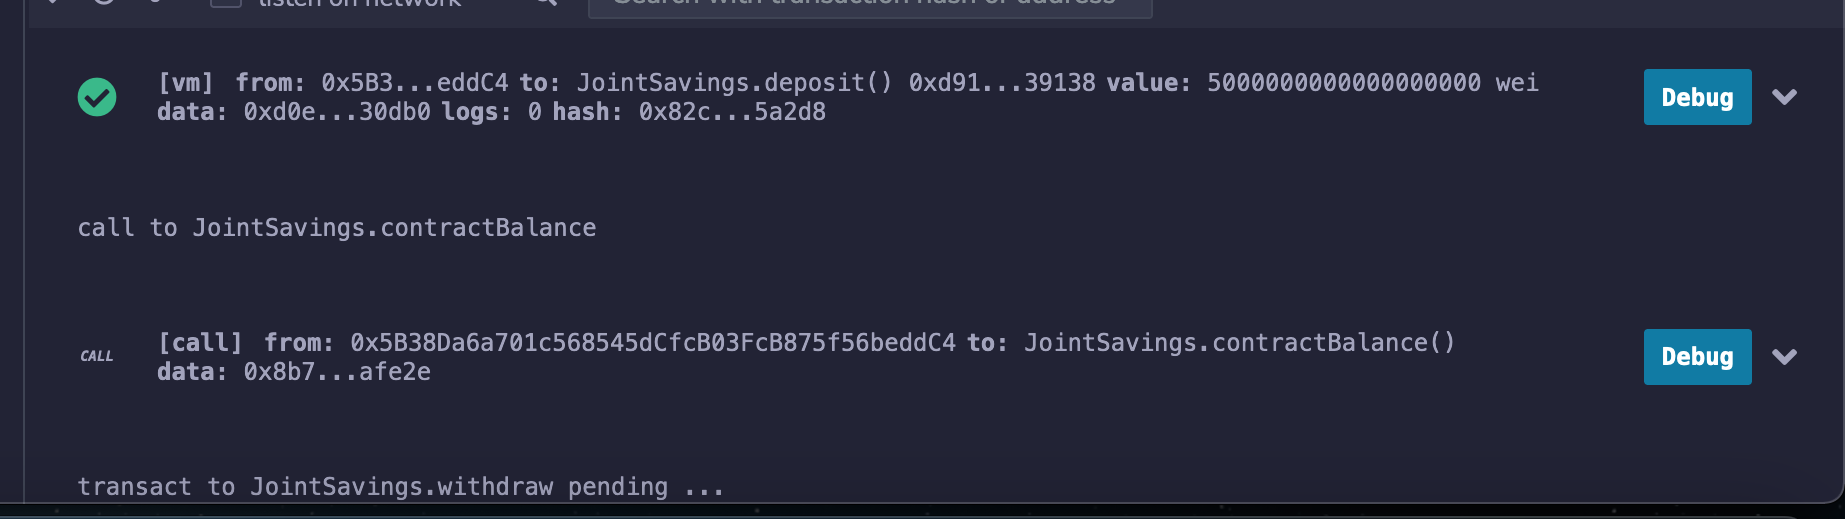 listen on network
Search with transaction hash or address
[vm] from: 0x5B3...eddC4 to: JointSavings.deposit() 0xd91...39138 value: 5000000000000000000 wei
data: 0xd0e...30db0 logs: 0 hash: 0x82c...5a2d8
Debug
call to JointSavings.contractBalance
CALL
[call] from: 0x5B38Da6a701c568545dCfcB03FcB875f56beddC4 to: JointSavings.contractBalance()
data: 0x8b7...afe2e
Debug
transact to JointSavings.withdraw pending ...